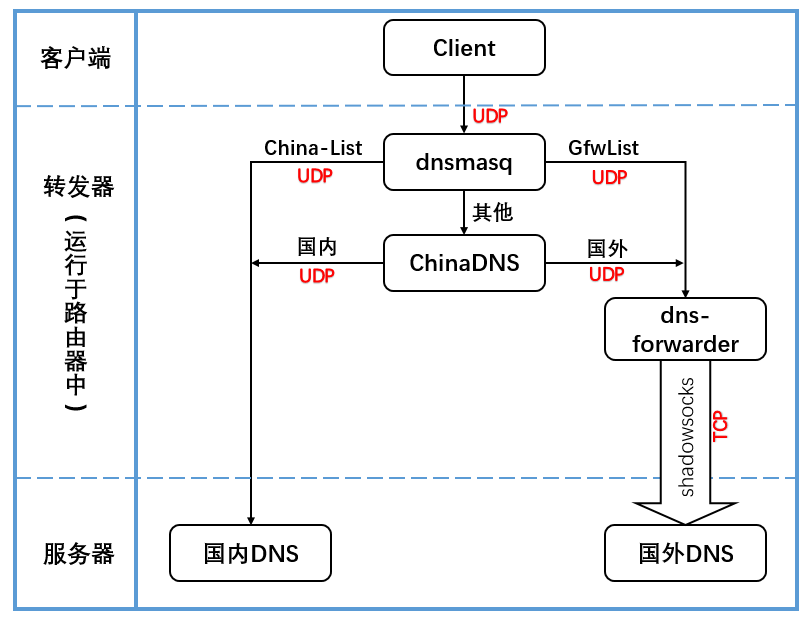 客户端
Client
UDP
China-List
UDP
dnsmasq
GfwList
UDP
转发器
(运行于路由器中)
其他
国内
UDP
ChinaDNS
国外
UDP
dns-
forwarder
shadowsocks
TCP
服务器
国内DNS
国外DNS